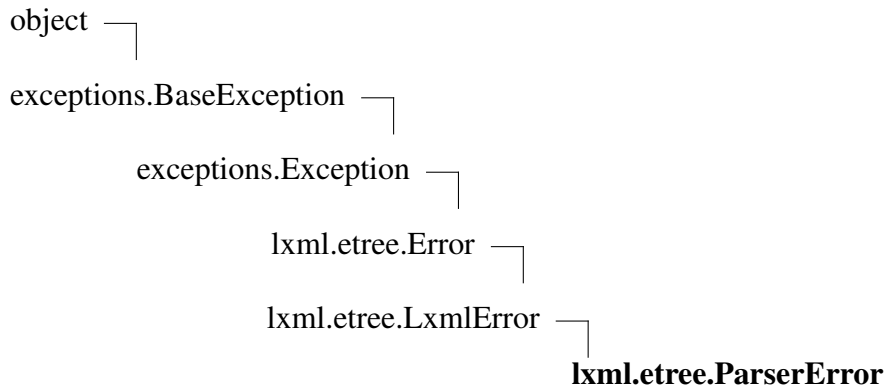 object
exceptions.BaseException
exceptions.Exception
lxml.etree.Error
lxml.etree.LxmlError
lxml.etree.ParserError